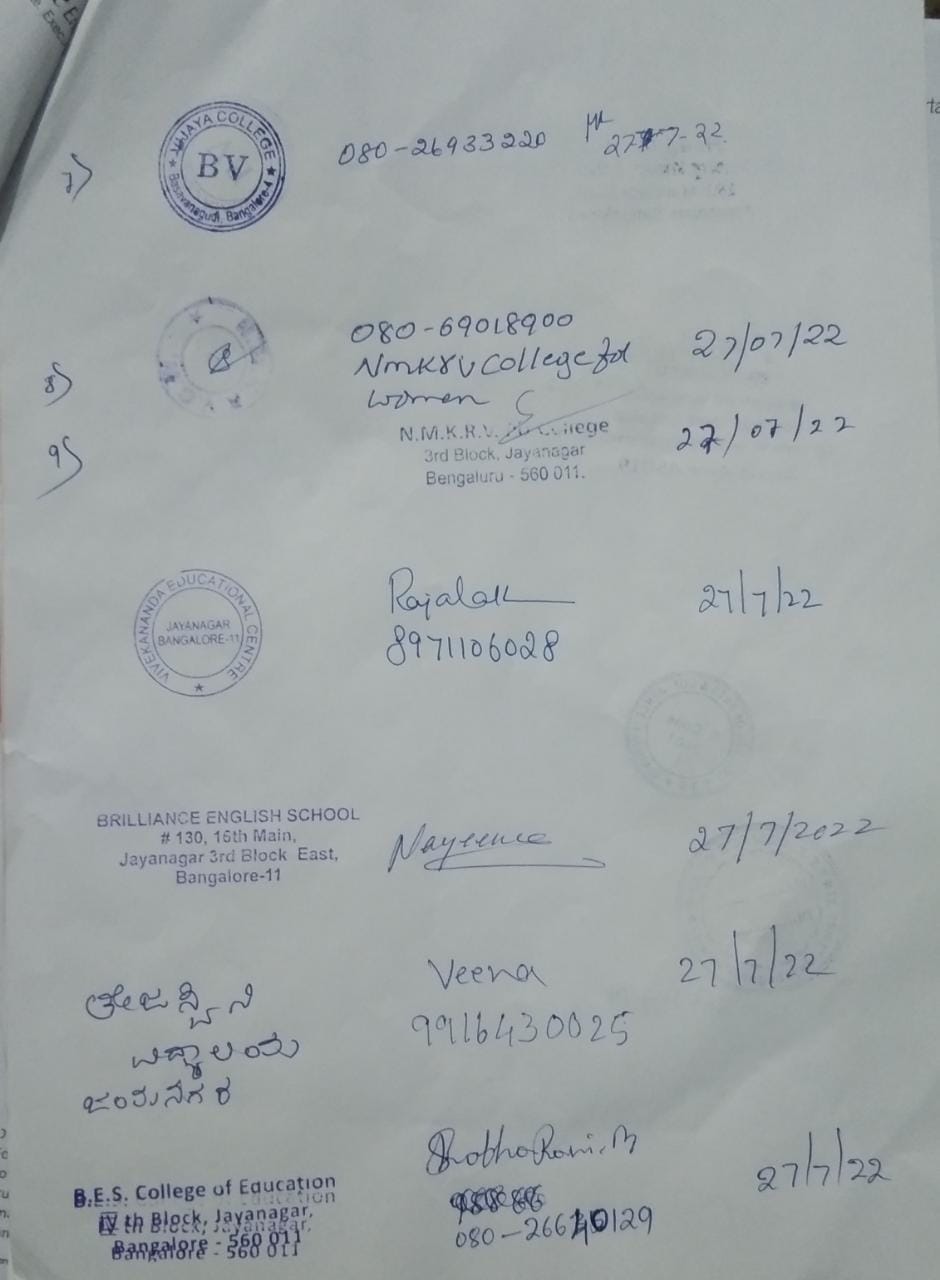 7)
VIJAYA COLLEGE
BV
Basavanagudi, Bangalore-4
080-26933220
27-7-22
8)
080-69018900
NMKRV College for
women
27/07/22
9)
N.M.K.R.V. PU College
3rd Block, Jayanagar
Bengaluru - 560 011.
27/07/22
VIVEKANANDA EDUCATIONAL CENTRE
JAYANAGAR
BANGALORE-11
8971106028
27/7/22
BRILLIANCE ENGLISH SCHOOL
# 130, 16th Main,
Jayanagar 3rd Block East,
Bangalore-11
27/7/2022
ತೇಜಸ್ವಿನಿ
ವಿದ್ಯಾಲಯ
ಜಯನಗರ
Veena
9916430025
27/7/22
B.E.S. College of Education
IV th Block, Jayanagar,
Bangalore - 560 011
Shobha Rani. M
080-26640129
27/7/22